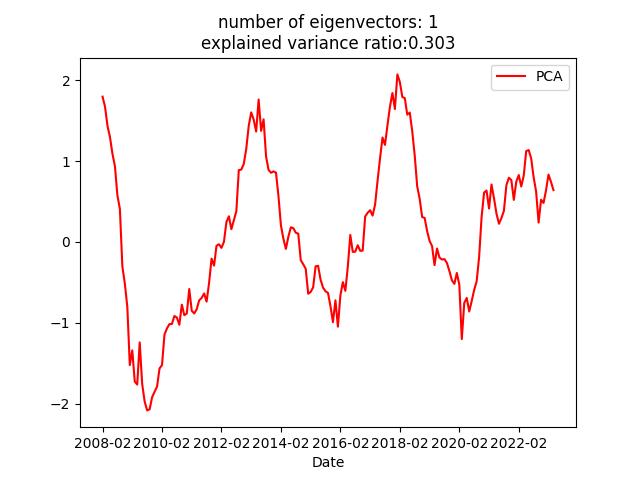 number of eigenvectors: 1
explained variance ratio:0.303
PCA
2
1
0
−1
−2
2008-02 2010-02 2012-02 2014-02 2016-02 2018-02 2020-02 2022-02
Date